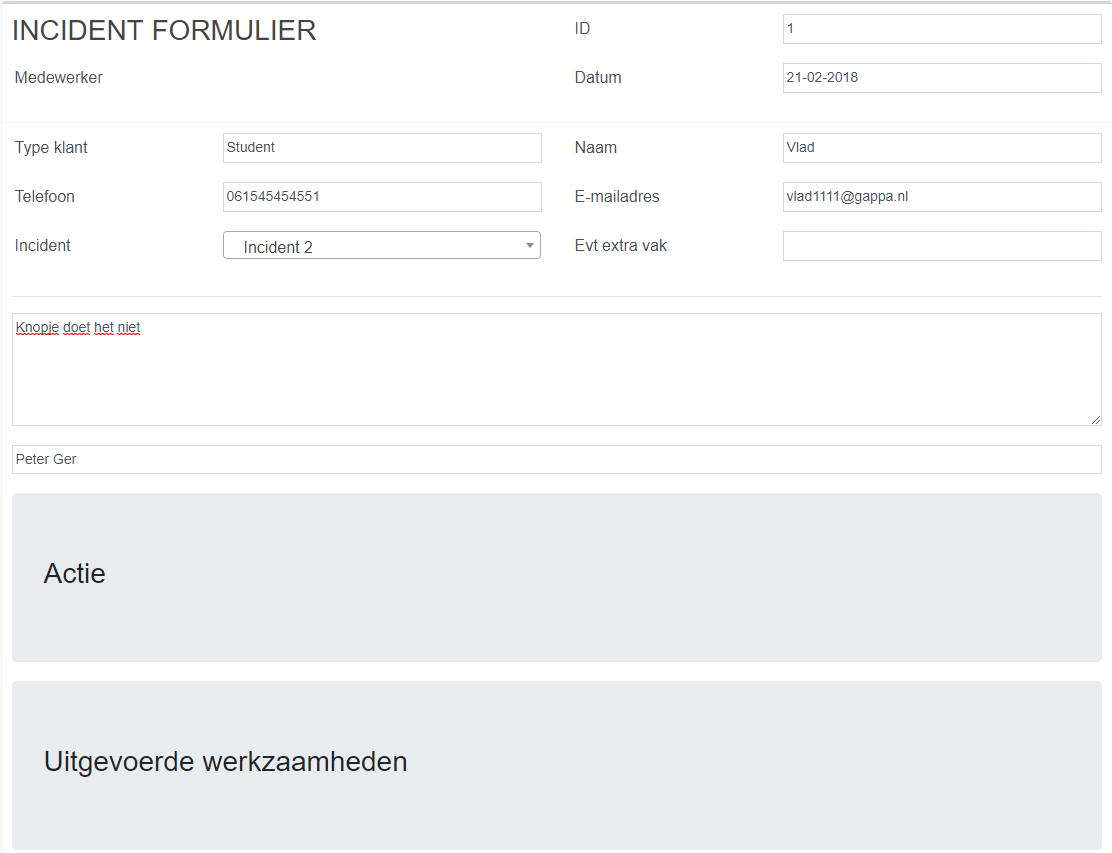 INCIDENT FORMULIER
ID 1
Medewerker
Datum 21-02-2018
Type klant Student
Naam Vlad
Telefoon 061545454551
E-mailadres vlad1111@gappa.nl
Incident Incident 2
Evt extra vak
Knopje doet het niet
Peter Ger
Actie
Uitgevoerde werkzaamheden